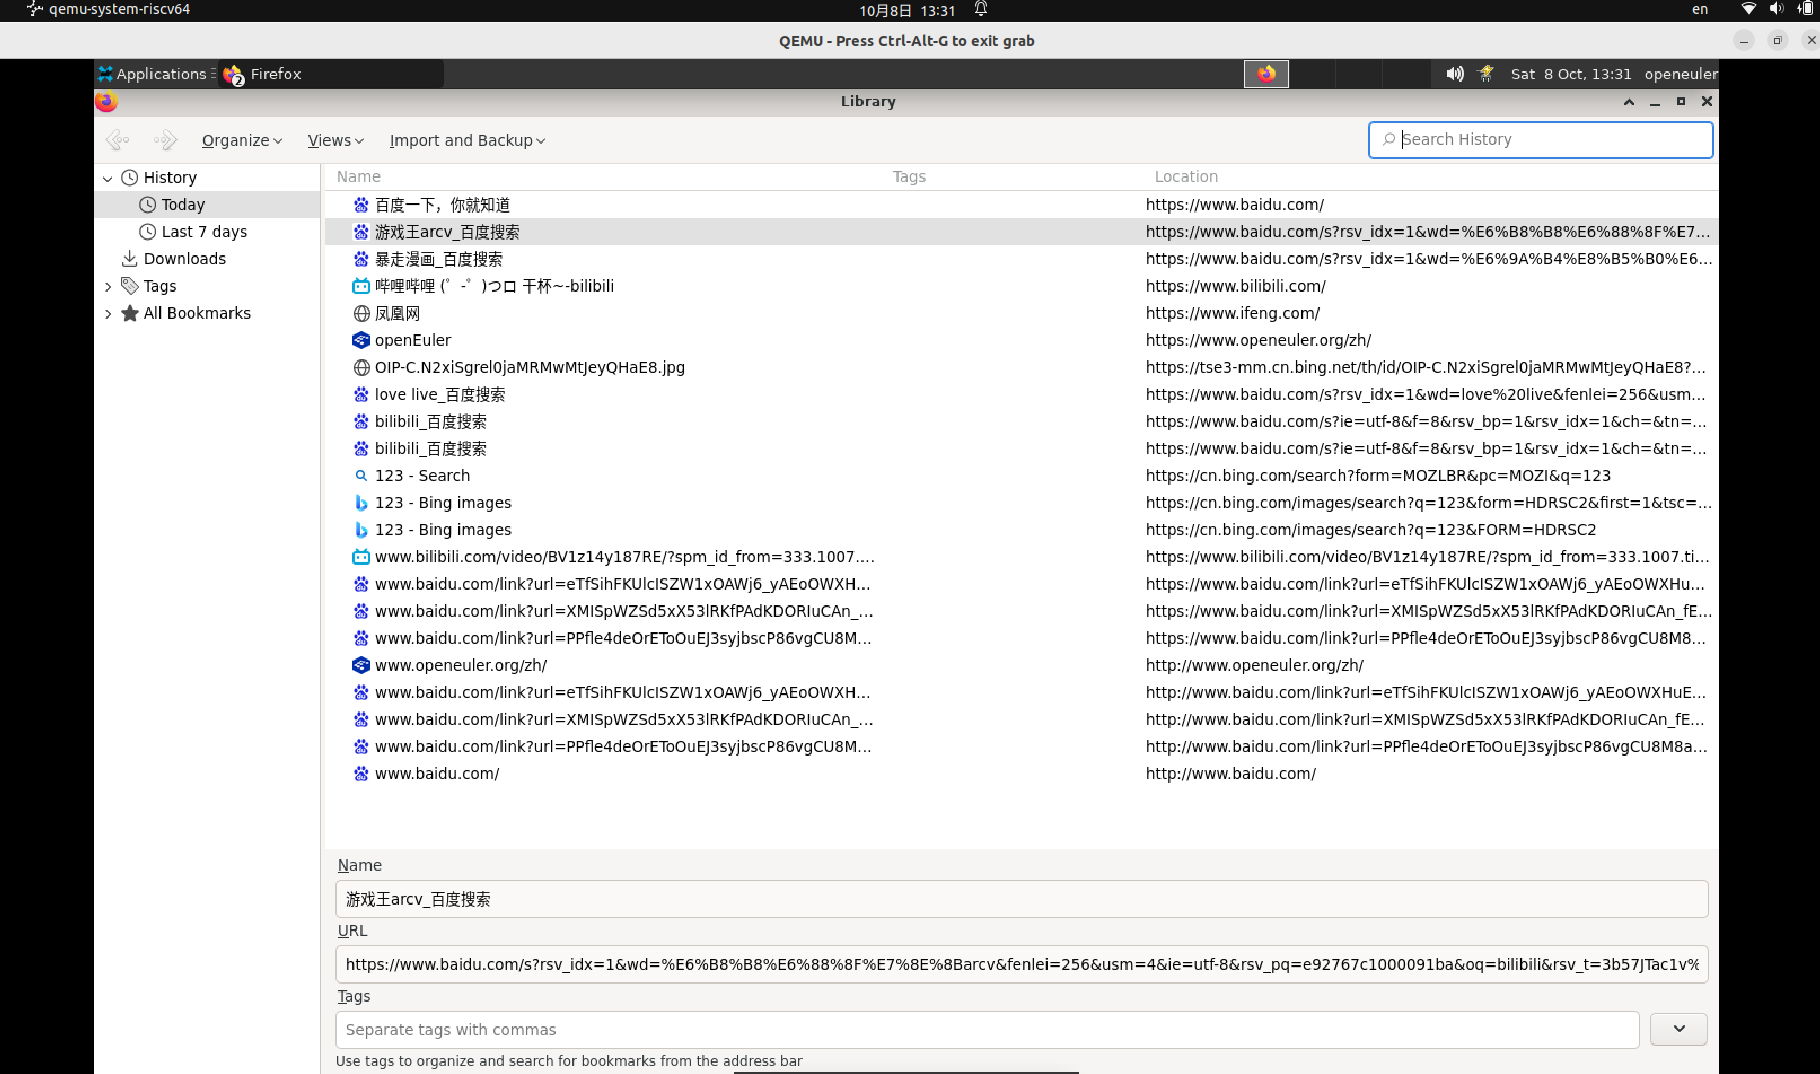 qemu-system-riscv64 10月8日 13:31 en
QEMU - Press Ctrl-Alt-G to exit grab
Applications Firefox 2 Sat 8 Oct, 13:31 openeuler
Library
Organize Views Import and Backup Search History
History
Today
Last 7 days
Downloads
Tags
All Bookmarks
Name Tags Location
百度一下，你就知道 https://www.baidu.com/
游戏王arcv_百度搜索 https://www.baidu.com/s?rsv_idx=1&wd=%E6%B8%B8%E6%88%8F%E7...
暴走漫画_百度搜索 https://www.baidu.com/s?rsv_idx=1&wd=%E6%9A%B4%E8%B5%B0%E6...
哔哩哔哩 (゜-゜)つロ 干杯~-bilibili https://www.bilibili.com/
凤凰网 https://www.ifeng.com/
openEuler https://www.openeuler.org/zh/
OIP-C.N2xiSgrel0jaMRMwMtJeyQHaE8.jpg https://tse3-mm.cn.bing.net/th/id/OIP-C.N2xiSgrel0jaMRMwMtJeyQHaE8?...
love live_百度搜索 https://www.baidu.com/s?rsv_idx=1&wd=love%20live&fenlei=256&usm...
bilibili_百度搜索 https://www.baidu.com/s?ie=utf-8&f=8&rsv_bp=1&rsv_idx=1&ch=&tn=...
bilibili_百度搜索 https://www.baidu.com/s?ie=utf-8&f=8&rsv_bp=1&rsv_idx=1&ch=&tn=...
123 - Search https://cn.bing.com/search?form=MOZLBR&pc=MOZI&q=123
123 - Bing images https://cn.bing.com/images/search?q=123&form=HDRSC2&first=1&tsc=...
123 - Bing images https://cn.bing.com/images/search?q=123&FORM=HDRSC2
www.bilibili.com/video/BV1z14y187RE/?spm_id_from=333.1007.... https://www.bilibili.com/video/BV1z14y187RE/?spm_id_from=333.1007.ti...
www.baidu.com/link?url=eTfSihFKUlcISZW1xOAWj6_yAEoOWXH... https://www.baidu.com/link?url=eTfSihFKUlcISZW1xOAWj6_yAEoOWXHu...
www.baidu.com/link?url=XMISpWZSd5xX53lRKfPAdKDORIuCAn_... https://www.baidu.com/link?url=XMISpWZSd5xX53lRKfPAdKDORIuCAn_fE...
www.baidu.com/link?url=PPfle4deOrEToOuEJ3syjbscP86vgCU8M... https://www.baidu.com/link?url=PPfle4deOrEToOuEJ3syjbscP86vgCU8M8...
www.openeuler.org/zh/ http://www.openeuler.org/zh/
www.baidu.com/link?url=eTfSihFKUlcISZW1xOAWj6_yAEoOWXH... http://www.baidu.com/link?url=eTfSihFKUlcISZW1xOAWj6_yAEoOWXHuE...
www.baidu.com/link?url=XMISpWZSd5xX53lRKfPAdKDORIuCAn_... http://www.baidu.com/link?url=XMISpWZSd5xX53lRKfPAdKDORIuCAn_fE...
www.baidu.com/link?url=PPfle4deOrEToOuEJ3syjbscP86vgCU8M... http://www.baidu.com/link?url=PPfle4deOrEToOuEJ3syjbscP86vgCU8M8a...
www.baidu.com/ http://www.baidu.com/
Name
游戏王arcv_百度搜索
URL
https://www.baidu.com/s?rsv_idx=1&wd=%E6%B8%B8%E6%88%8F%E7%8E%8Barcv&fenlei=256&usm=4&ie=utf-8&rsv_pq=e92767c1000091ba&oq=bilibili&rsv_t=3b57JTac1v%
Tags
Separate tags with commas
Use tags to organize and search for bookmarks from the address bar